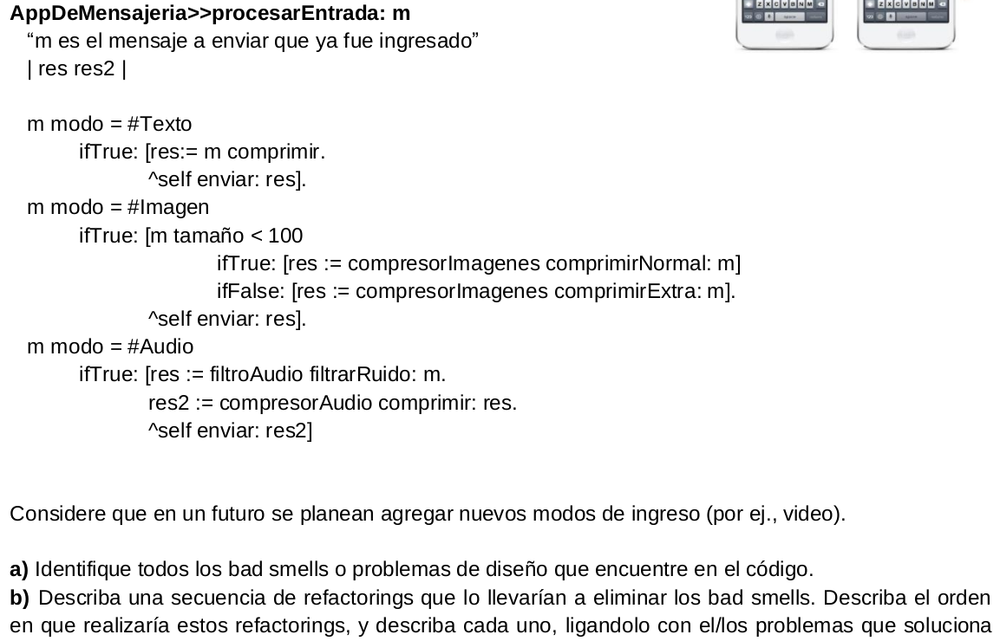 AppDeMensajeria>>procesarEntrada: m
“m es el mensaje a enviar que ya fue ingresado”
| res res2 |
m modo = #Texto
ifTrue: [res:= m comprimir.
^self enviar: res].
m modo = #Imagen
ifTrue: [m tamaño < 100
ifTrue: [res := compresorImagenes comprimirNormal: m]
ifFalse: [res := compresorImagenes comprimirExtra: m].
^self enviar: res].
m modo = #Audio
ifTrue: [res := filtroAudio filtrarRuido: m.
res2 := compresorAudio comprimir: res.
^self enviar: res2]
Considere que en un futuro se planean agregar nuevos modos de ingreso (por ej., video).
a) Identifique todos los bad smells o problemas de diseño que encuentre en el código.
b) Describa una secuencia de refactorings que lo llevarían a eliminar los bad smells. Describa el orden
en que realizaría estos refactorings, y describa cada uno, ligandolo con el/los problemas que soluciona